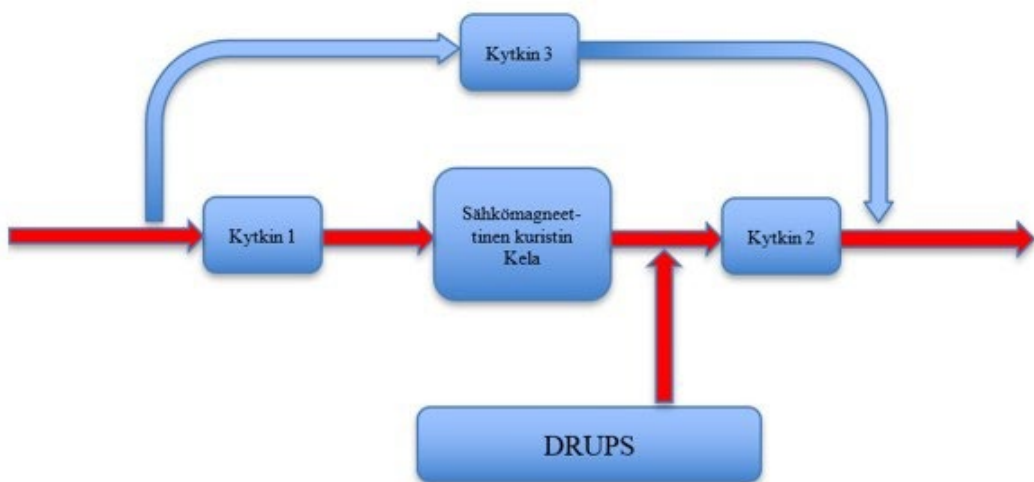 Kytkin 3
Kytkin 1
Sähkömagneet-
tinen kuristin
Kela
Kytkin 2
DRUPS